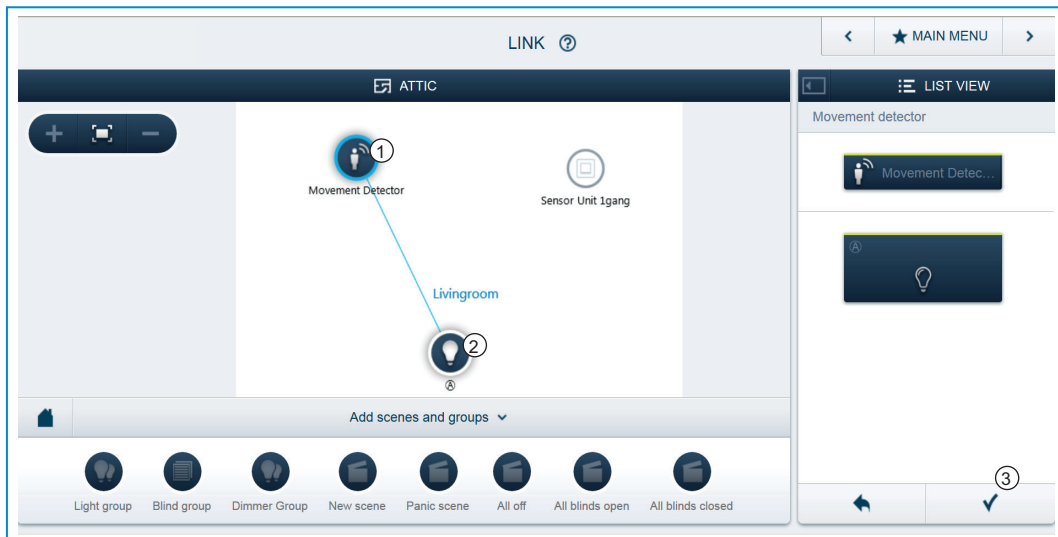 LINK ?
MAIN MENU
ATTIC
LIST VIEW
Movement detector
1
Movement Detector
Sensor Unit 1gang
Movement Detec...
A
Livingroom
2
A
Add scenes and groups
Light group
Blind group
Dimmer Group
New scene
Panic scene
All off
All blinds open
All blinds closed
3